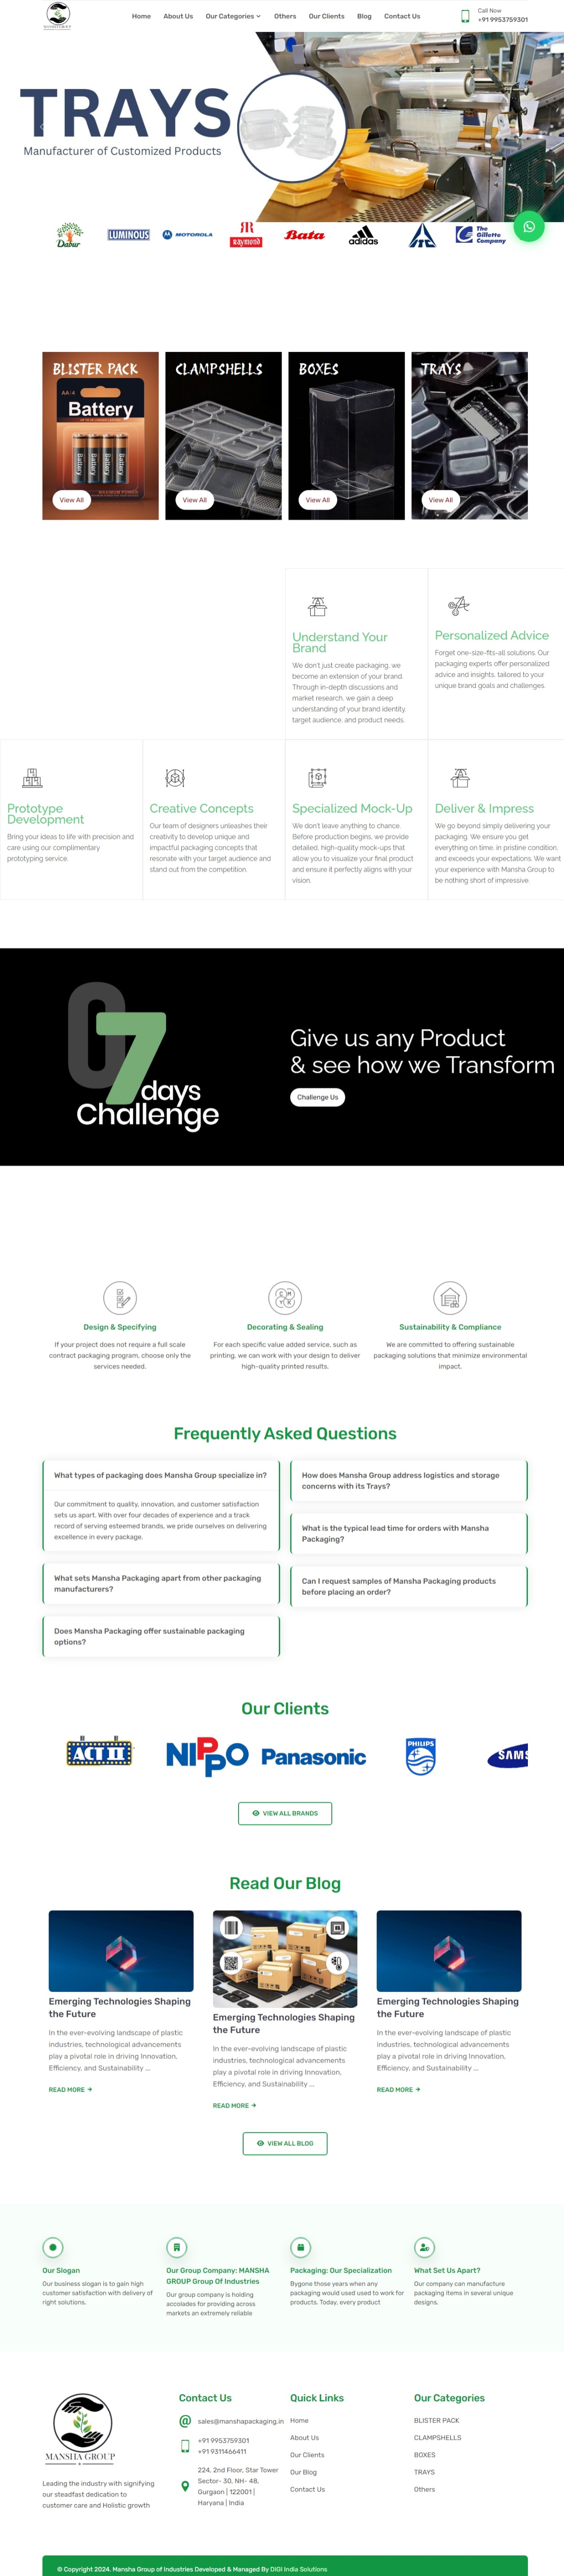 MANSHA GROUP
Home
About Us
Our Categories
Others
Our Clients
Blog
Contact Us
Call Now
+91 9953759301
TRAYS
Manufacturer of Customized Products
Dabur
LUMINOUS
MOTOROLA
Raymond
Bata
adidas
The
Gillette
Company
BLISTER PACK
AA/4
Battery
Battery
Battery
Battery
Battery
MAXIMUM POWER
View All
CLAMPSHELLS
View All
BOXES
View All
TRAYS
View All
Understand Your
Brand
We don't just create packaging, we
become an extension of your brand.
Through in-depth discussions and
market research, we gain a deep
understanding of your brand identity,
target audience, and product needs.
Personalized Advice
Forget one-size-fits-all solutions. Our
packaging experts offer personalized
advice and insights, tailored to your
unique brand goals and challenges.
Prototype
Development
Bring your ideas to life with precision and
care using our complimentary
prototyping service.
Creative Concepts
Our team of designers unleashes their
creativity to develop unique and
impactful packaging concepts that
resonate with your target audience and
stand out from the competition.
Specialized Mock-Up
We don't leave anything to chance.
Before production begins, we provide
detailed, high-quality mock-ups that
allow you to visualize your final product
and ensure it perfectly aligns with your
vision.
Deliver & Impress
We go beyond simply delivering your
packaging. We ensure you get
everything on time, in pristine condition,
and exceeds your expectations. We want
your experience with Mansha Group to
be nothing short of impressive.
07
days
Challenge
Give us any Product
& see how we Transform
Challenge Us
Design & Specifying
If your project does not require a full scale
contract packaging program, choose only the
services needed.
C M
Y K
Decorating & Sealing
For each specific value added service, such as
printing, we can work with your design to deliver
high-quality printed results.
Sustainability & Compliance
We are committed to offering sustainable
packaging solutions that minimize environmental
impact.
Frequently Asked Questions
What types of packaging does Mansha Group specialize in?
Our commitment to quality, innovation, and customer satisfaction
sets us apart. With over four decades of experience and a track
record of serving esteemed brands, we pride ourselves on delivering
excellence in every package.
What sets Mansha Packaging apart from other packaging
manufacturers?
Does Mansha Packaging offer sustainable packaging
options?
How does Mansha Group address logistics and storage
concerns with its Trays?
What is the typical lead time for orders with Mansha
Packaging?
Can I request samples of Mansha Packaging products
before placing an order?
Our Clients
ACT II
NIPPO
Panasonic
PHILIPS
SAMS
VIEW ALL BRANDS
Read Our Blog
Emerging Technologies Shaping
the Future
In the ever-evolving landscape of plastic
industries, technological advancements
play a pivotal role in driving Innovation,
Efficiency, and Sustainability ...
READ MORE
Emerging Technologies Shaping
the Future
In the ever-evolving landscape of plastic
industries, technological advancements
play a pivotal role in driving Innovation,
Efficiency, and Sustainability ...
READ MORE
Emerging Technologies Shaping
the Future
In the ever-evolving landscape of plastic
industries, technological advancements
play a pivotal role in driving Innovation,
Efficiency, and Sustainability ...
READ MORE
VIEW ALL BLOG
Our Slogan
Our business slogan is to gain high
customer satisfaction with delivery of
right solutions.
Our Group Company: MANSHA
GROUP Group Of Industries
Our group company is holding
accolades for providing across
markets an extremely reliable
Packaging: Our Specialization
Bygone those years when any
packaging would used used to work for
products. Today, every product
What Set Us Apart?
Our company can manufacture
packaging items in several unique
designs.
MANSHA GROUP
Leading the industry with signifying
our steadfast dedication to
customer care and Holistic growth
Contact Us
@ sales@manshapackaging.in
+91 9953759301
+91 9311466411
224, 2nd Floor, Star Tower
Sector- 30, NH- 48,
Gurgaon | 122001 |
Haryana | India
Quick Links
Home
About Us
Our Clients
Our Blog
Contact Us
Our Categories
BLISTER PACK
CLAMPSHELLS
BOXES
TRAYS
Others
© Copyright 2024. Mansha Group of Industries Developed & Managed By DiGI India Solutions